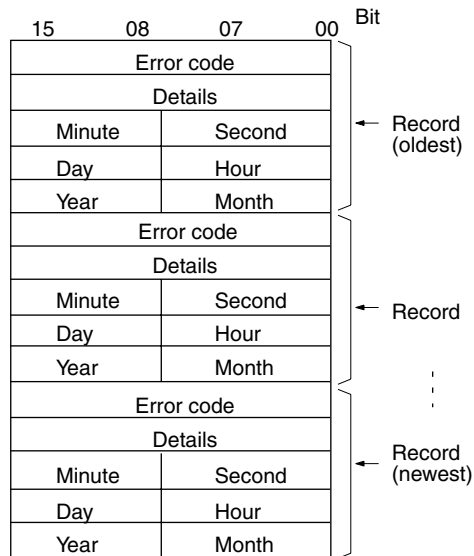 15 08 07 00 Bit
Error code
Details
Minute Second
Day Hour
Year Month
Record
(oldest)
Error code
Details
Minute Second
Day Hour
Year Month
Record
Error code
Details
Minute Second
Day Hour
Year Month
Record
(newest)